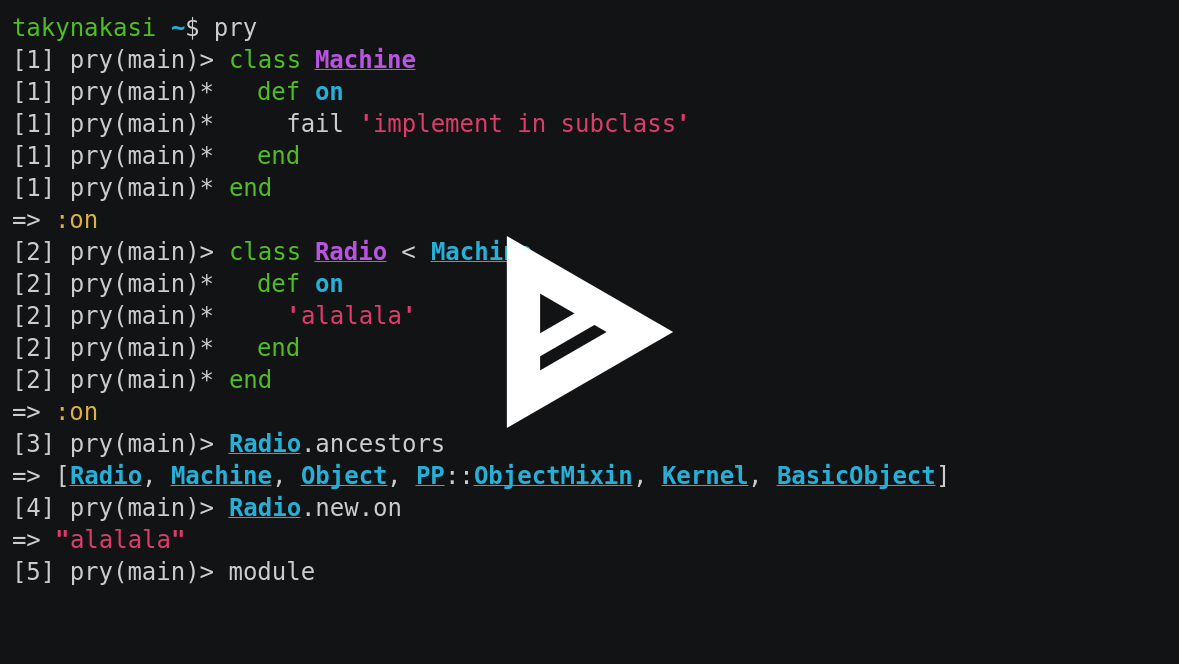 takynakasi ~$ pry
[1] pry(main)> class Machine
[1] pry(main)*   def on
[1] pry(main)*     fail 'implement in subclass'
[1] pry(main)*   end
[1] pry(main)* end
=> :on
[2] pry(main)> class Radio < Machine
[2] pry(main)*   def on
[2] pry(main)*     'alalala'
[2] pry(main)*   end
[2] pry(main)* end
=> :on
[3] pry(main)> Radio.ancestors
=> [Radio, Machine, Object, PP::ObjectMixin, Kernel, BasicObject]
[4] pry(main)> Radio.new.on
=> "alalala"
[5] pry(main)> module